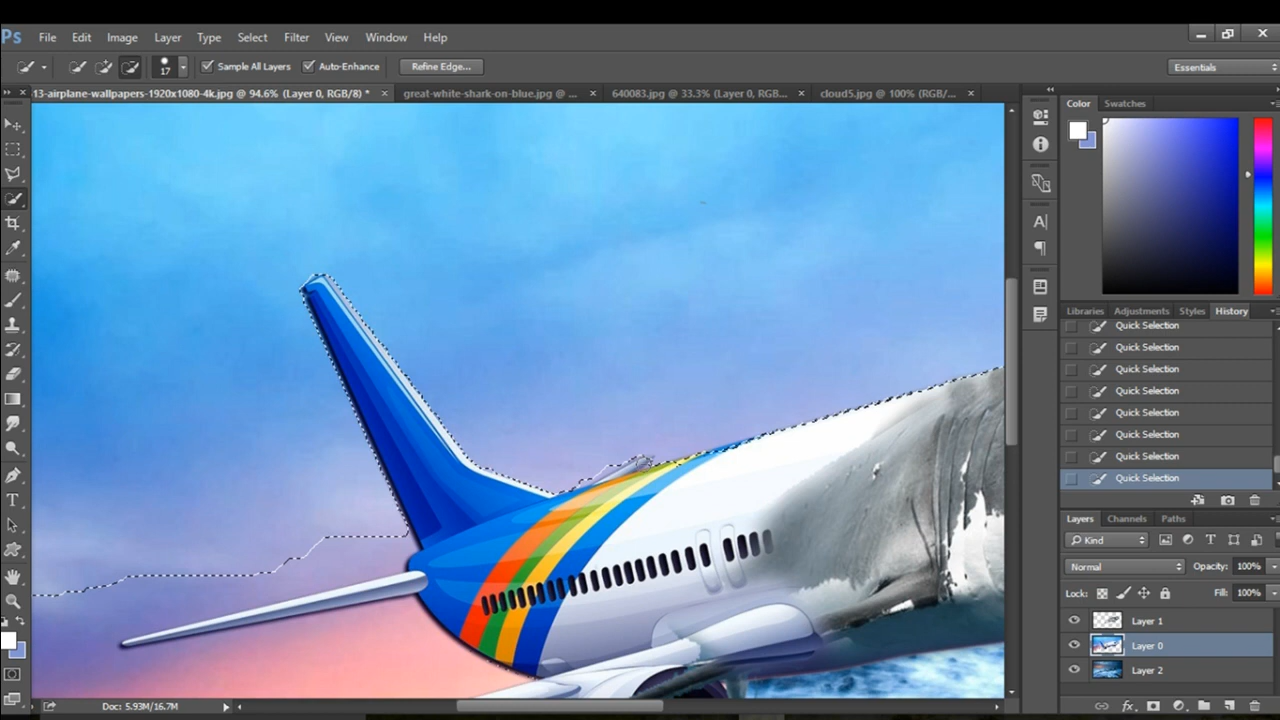 Ps File Edit Image Layer Type Select Filter View Window Help
17 Sample All Layers Auto-Enhance Refine Edge... Essentials
-13-airplane-wallpapers-1920x1080-4k.jpg @ 94.6% (Layer 0, RGB/8) * × great-white-shark-on-blue.jpg @ ... × 640083.jpg @ 33.3% (Layer 0, RGB... × cloud5.jpg @ 100% (RGB/... ×
Color Swatches
Libraries Adjustments Styles History
Quick Selection
Quick Selection
Quick Selection
Quick Selection
Quick Selection
Quick Selection
Quick Selection
Quick Selection
Layers Channels Paths
Kind
Normal Opacity: 100%
Lock: Fill: 100%
Layer 1
Layer 0
Layer 2
Doc: 5.93M/16.7M